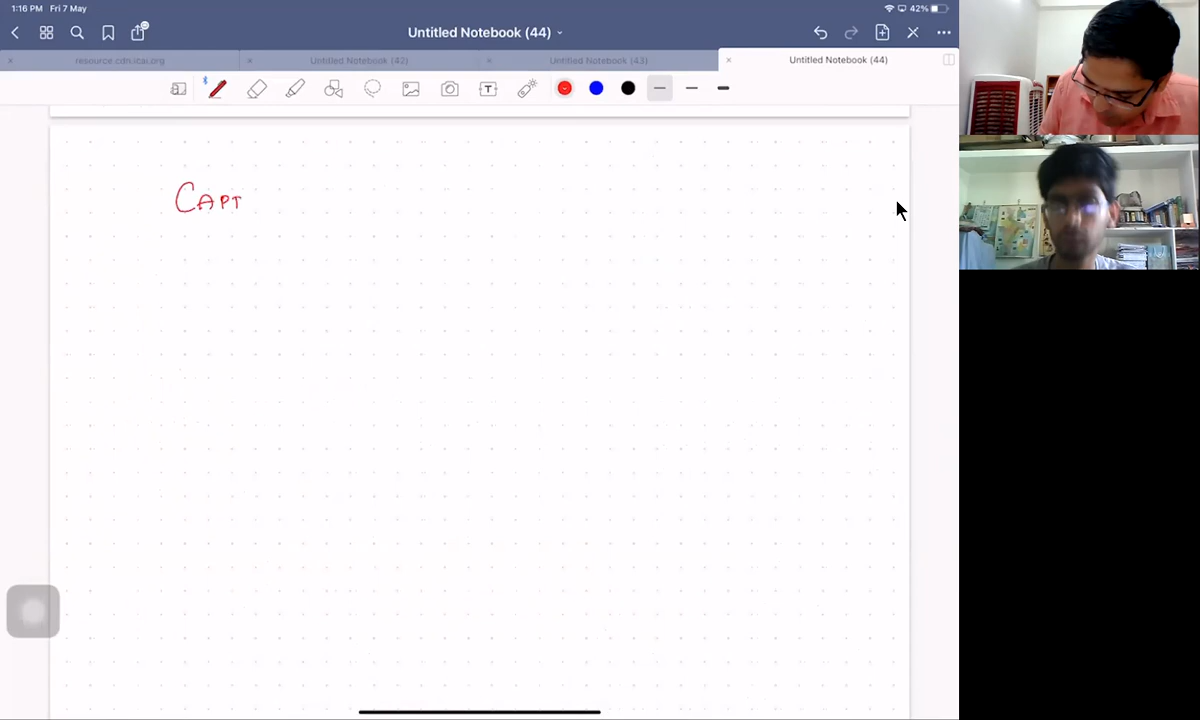 1:16 PM Fri 7 May 42%
Untitled Notebook (44)
resource.cdn.icai.org Untitled Notebook (42) Untitled Notebook (43) Untitled Notebook (44)
T
CAPT